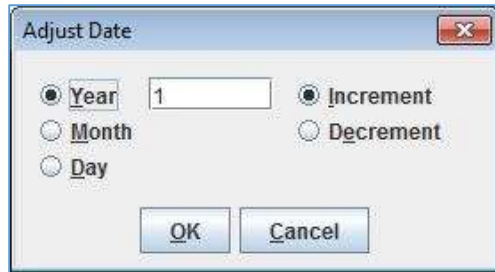 Adjust Date
Year 1 Increment
Month Decrement
Day
OK Cancel